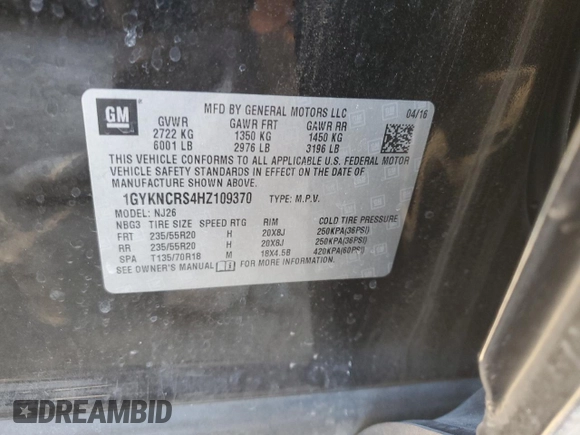 GM
MFD BY GENERAL MOTORS LLC 04/16
GVWR GAWR FRT GAWR RR
2722 KG 1350 KG 1450 KG
6001 LB 2976 LB 3196 LB
THIS VEHICLE CONFORMS TO ALL APPLICABLE U.S. FEDERAL MOTOR
VEHICLE SAFETY STANDARDS IN EFFECT ON THE DATE OF
MANUFACTURE SHOWN ABOVE.
1GYKNCRS4HZ109370 TYPE: M.P.V.
MODEL: NJ26
NBG3 TIRE SIZE SPEED RTG RIM COLD TIRE PRESSURE
FRT 235/55R20 H 20X8J 250KPA(36PSI)
RR 235/55R20 H 20X8J 250KPA(36PSI)
SPA T135/70R18 M 18X4.5B 420KPA(60PSI)
SEE OWNER'S MANUAL FOR MORE INFORMATION.
DREAMBID